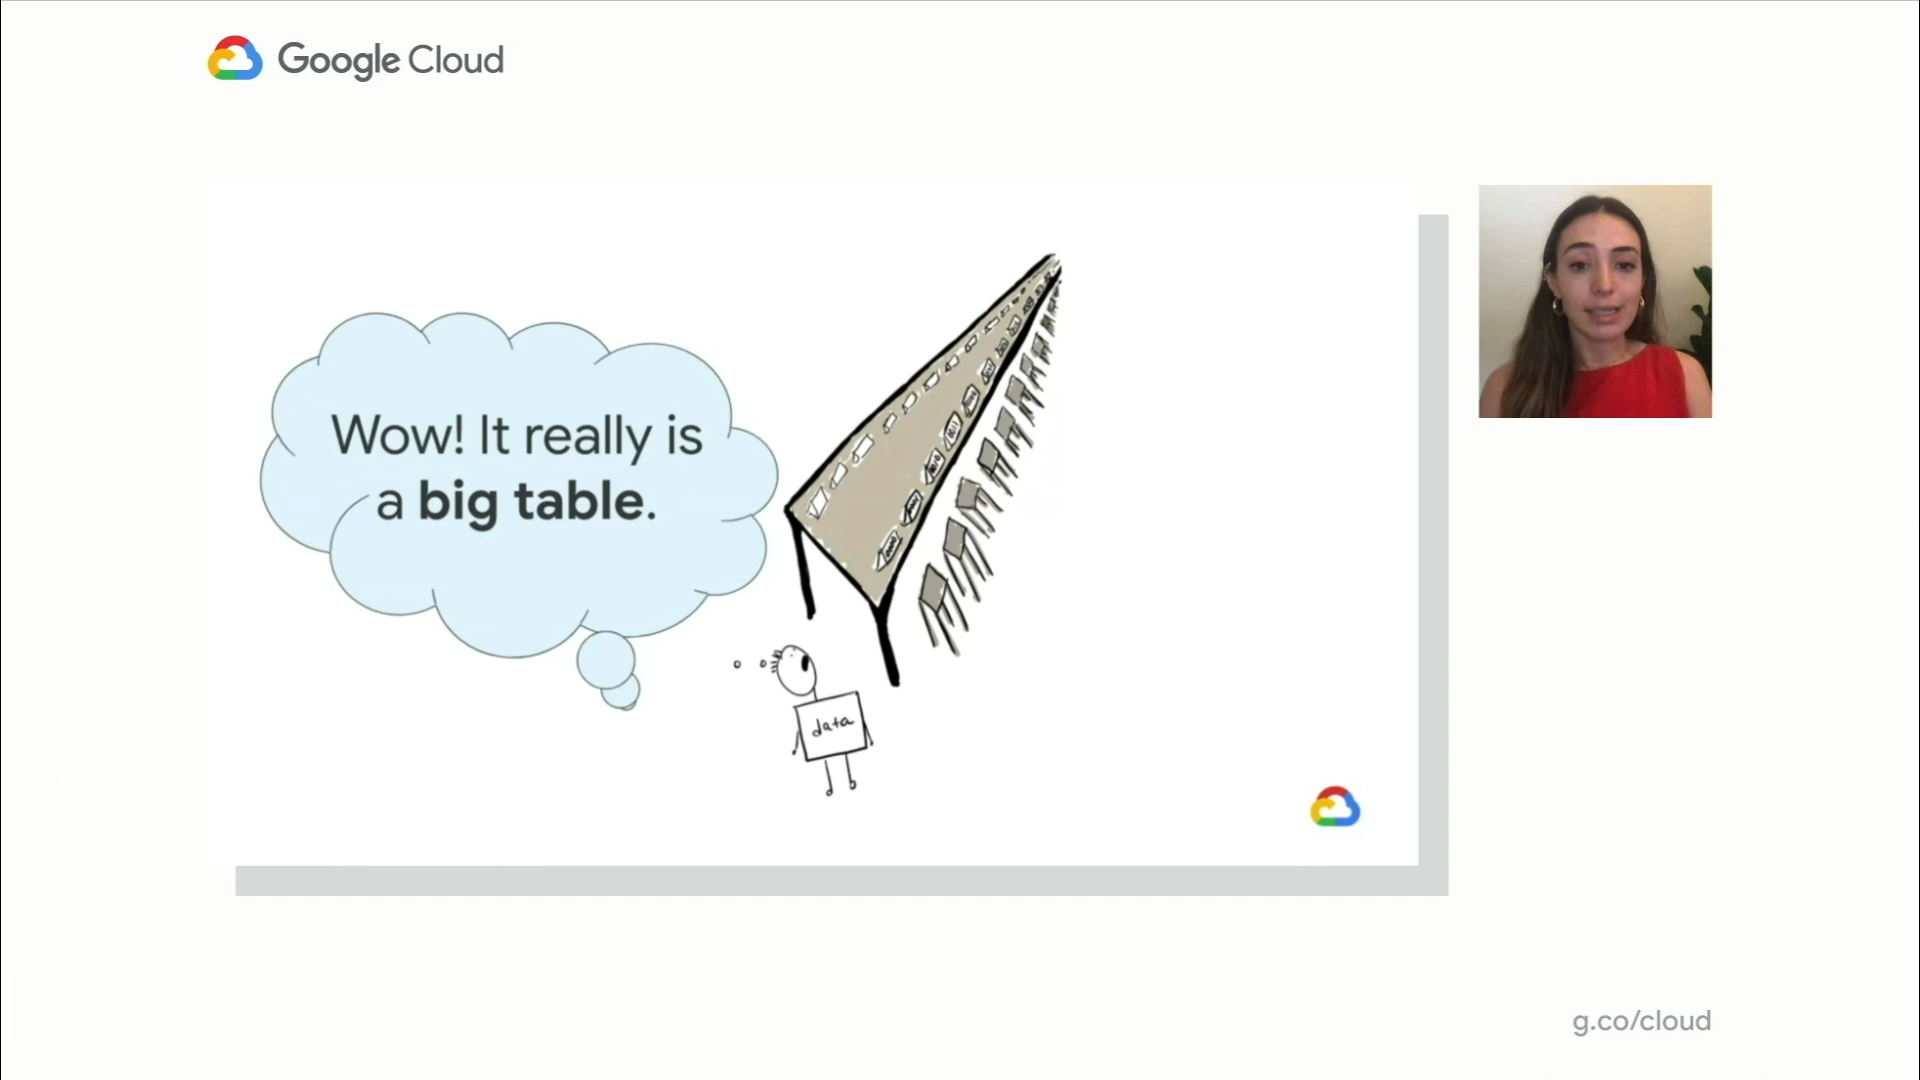 Google Cloud
Wow! It really is
a big table.
data
g.co/cloud